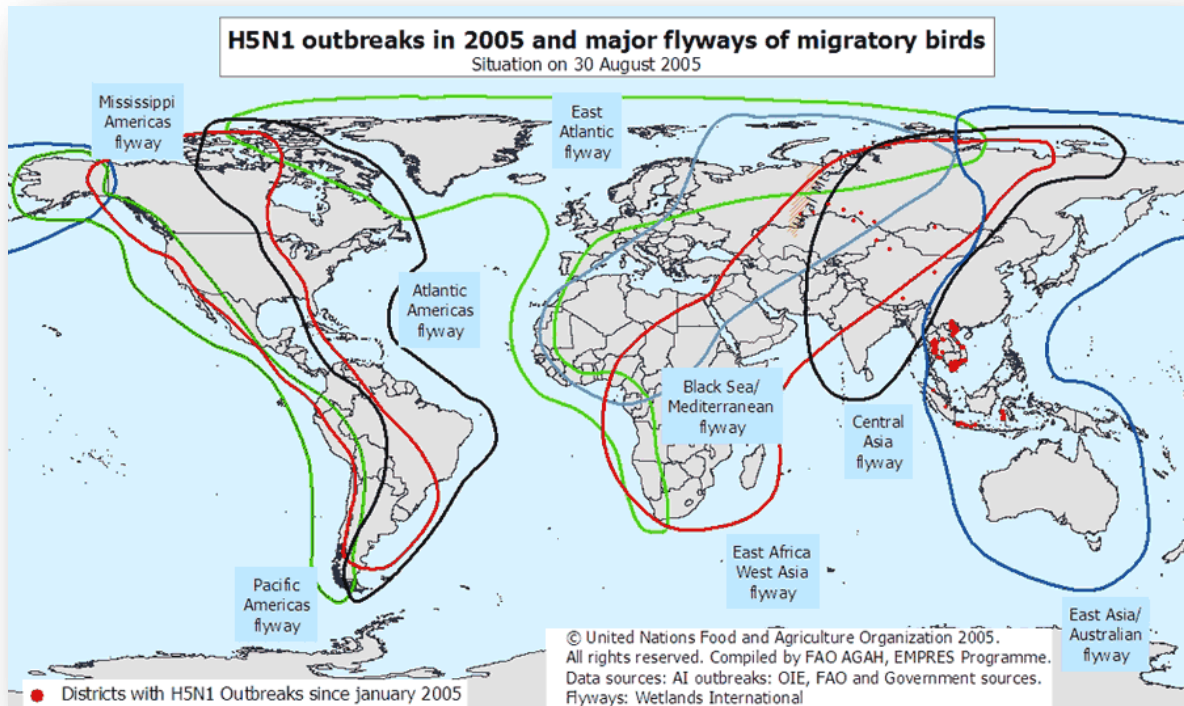 H5N1 outbreaks in 2005 and major flyways of migratory birds
Situation on 30 August 2005
Mississippi
Americas
flyway
East
Atlantic
flyway
Atlantic
Americas
flyway
Black Sea/
Mediterranean
flyway
Central
Asia
flyway
East Africa
West Asia
flyway
Pacific
Americas
flyway
East Asia/
Australian
flyway
© United Nations Food and Agriculture Organization 2005.
All rights reserved. Compiled by FAO AGAH, EMPRES Programme.
Data sources: AI outbreaks: OIE, FAO and Government sources.
Flyways: Wetlands International
Districts with H5N1 Outbreaks since january 2005